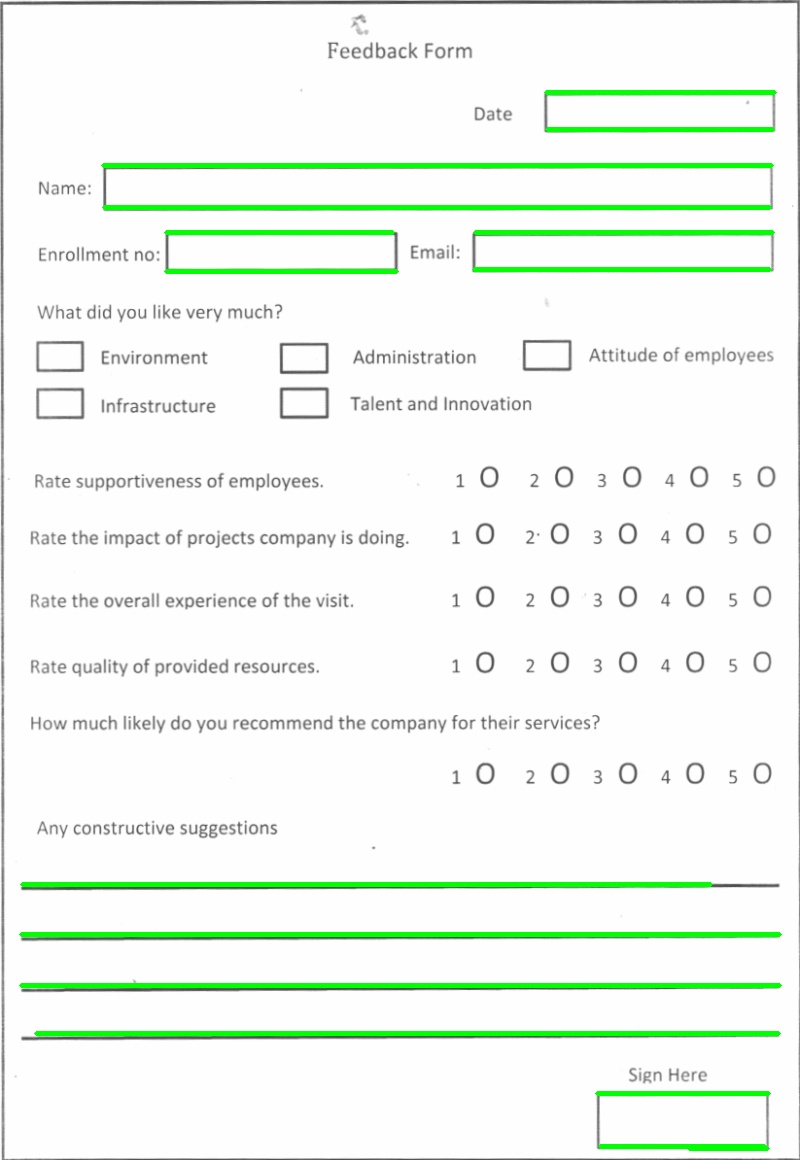 Feedback Form
Date
Name:
Enrollment no: Email:
What did you like very much?
Environment Administration Attitude of employees
Infrastructure Talent and Innovation
Rate supportiveness of employees. 1 O 2 O 3 O 4 O 5 O
Rate the impact of projects company is doing. 1 O 2 O 3 O 4 O 5 O
Rate the overall experience of the visit. 1 O 2 O 3 O 4 O 5 O
Rate quality of provided resources. 1 O 2 O 3 O 4 O 5 O
How much likely do you recommend the company for their services?
1 O 2 O 3 O 4 O 5 O
Any constructive suggestions
Sign Here